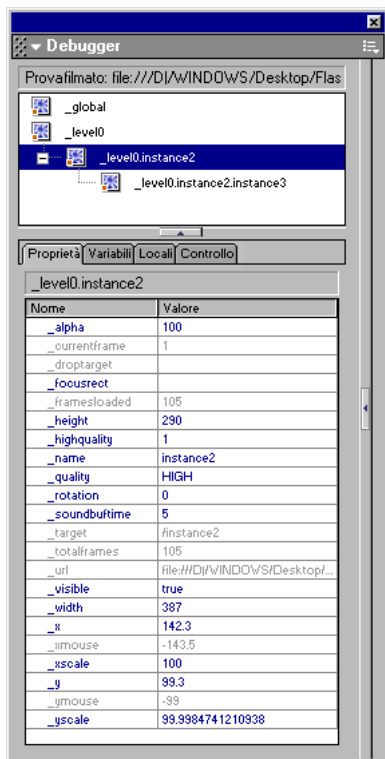 Debugger
Provafilmato: file:///D|/WINDOWS/Desktop/Flas
_global
_level0
_level0.instance2
_level0.instance2.instance3
Proprietà Variabili Locali Controllo
_level0.instance2
Nome Valore
_alpha 100
_currentframe 1
_droptarget
_focusrect
_framesloaded 105
_height 290
_highquality 1
_name instance2
_quality HIGH
_rotation 0
_soundbuftime 5
_target /instance2
_totalframes 105
_url file:///D|/WINDOWS/Desktop/...
_visible true
_width 387
_x 142.3
_xmouse -143.5
_xscale 100
_y 99.3
_ymouse -99
_yscale 99.9984741210938